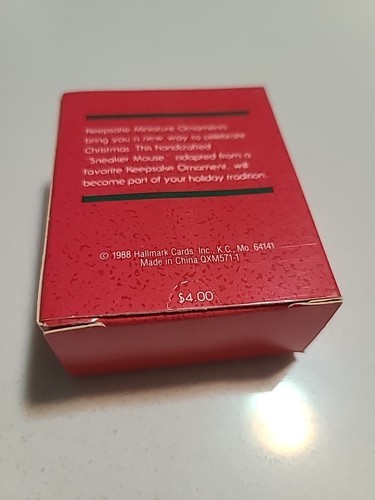 Keepsake Miniature Ornaments
bring you a new way to celebrate
Christmas. This handcrafted
"Sneaker Mouse," adapted from a
favorite Keepsake Ornament, will
become part of your holiday tradition.
© 1988 Hallmark Cards, Inc., K.C., Mo. 64141
Made in China QXM571-1
$4.00